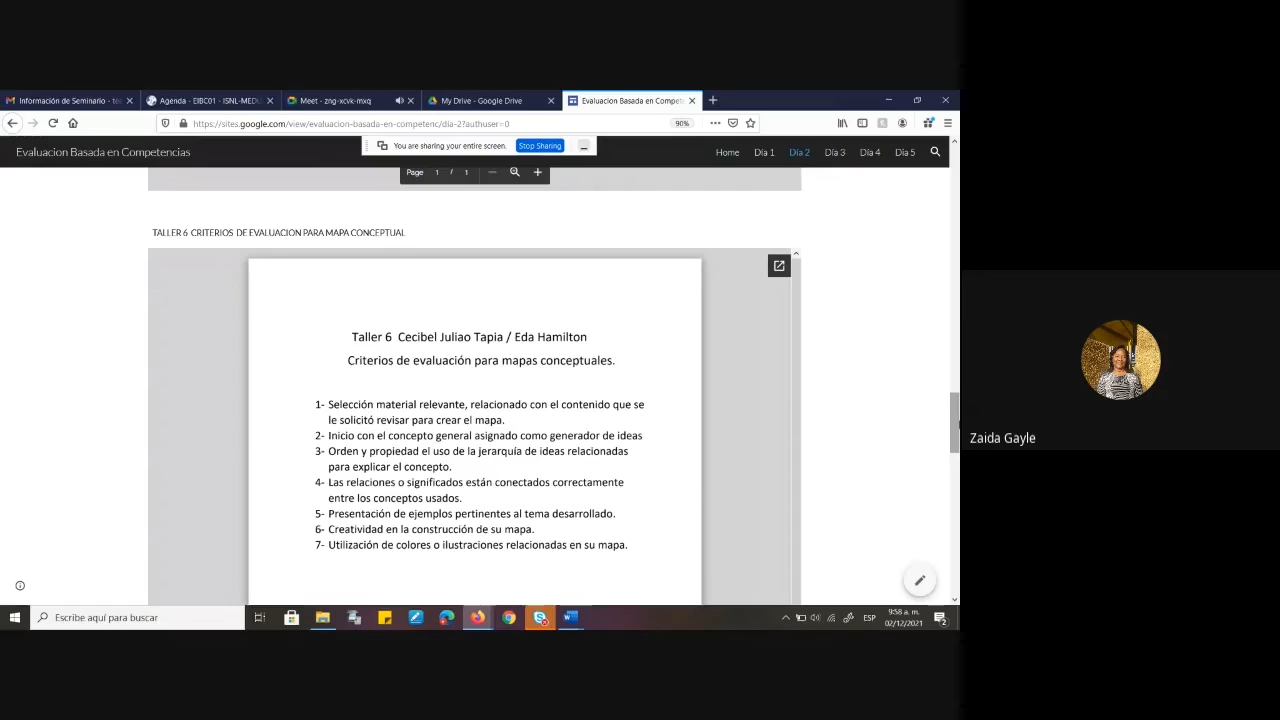 Información de Seminario - to
Agenda - EIBC01 - ISNL-MEDU
Meet - zng-xcvk-mxq
My Drive - Google Drive
Evaluacion Basada en Compete
https://sites.google.com/view/evaluacion-basada-en-competenc/día-2?authuser=0
90%
Evaluacion Basada en Competencias
You are sharing your entire screen.
Stop Sharing
Home
Día 1
Día 2
Día 3
Día 4
Día 5
Page 1 / 1
TALLER 6 CRITERIOS DE EVALUACION PARA MAPA CONCEPTUAL
Taller 6 Cecibel Juliao Tapia / Eda Hamilton
Criterios de evaluación para mapas conceptuales.
1- Selección material relevante, relacionado con el contenido que se
le solicitó revisar para crear el mapa.
2- Inicio con el concepto general asignado como generador de ideas
3- Orden y propiedad el uso de la jerarquía de ideas relacionadas
para explicar el concepto.
4- Las relaciones o significados están conectados correctamente
entre los conceptos usados.
5- Presentación de ejemplos pertinentes al tema desarrollado.
6- Creatividad en la construcción de su mapa.
7- Utilización de colores o ilustraciones relacionadas en su mapa.
Zaida Gayle
Escribe aquí para buscar
ESP
9:58 a. m.
02/12/2021
2